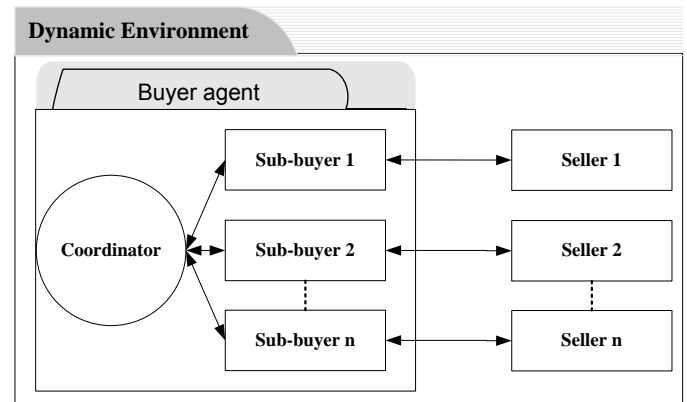 Dynamic Environment
Buyer agent
Sub-buyer 1
Seller 1
Coordinator
Sub-buyer 2
Seller 2
Sub-buyer n
Seller n